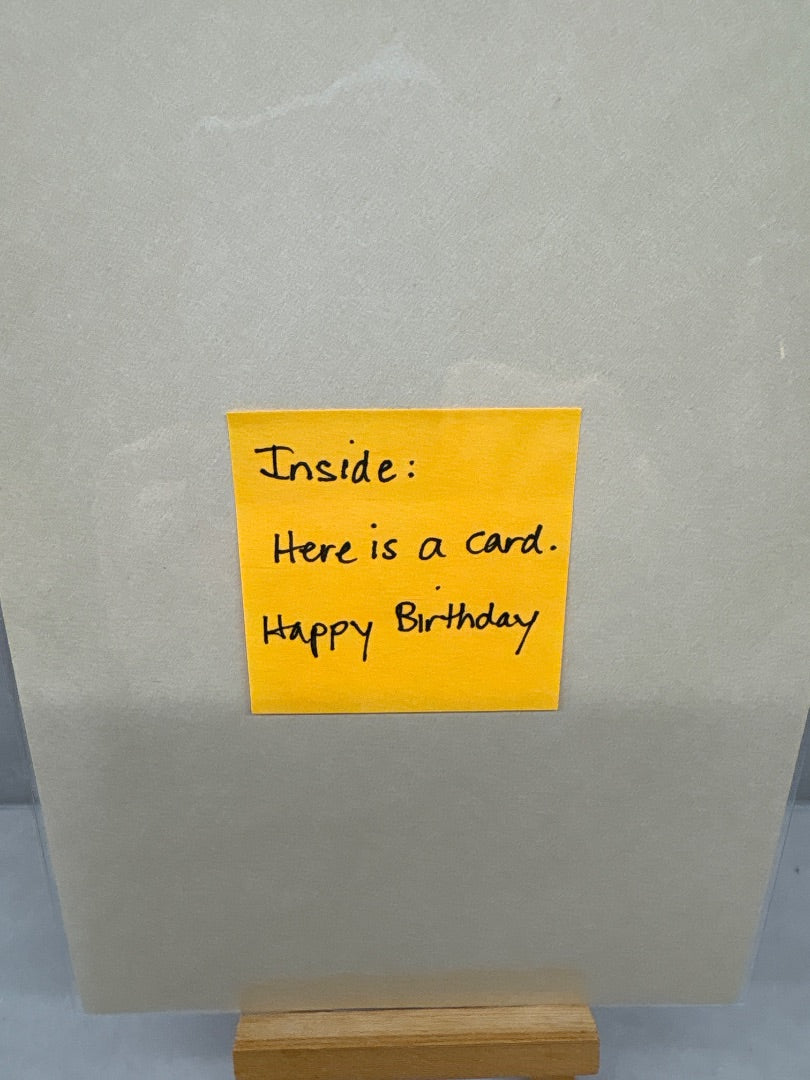 Inside:
Here is a card.
Happy Birthday